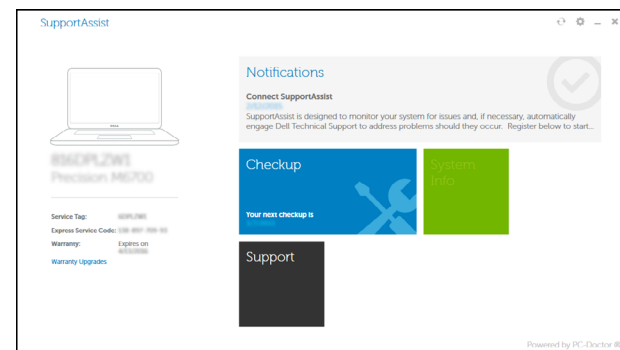 SupportAssist
Notifications
Connect SupportAssist
SupportAssist is designed to monitor your system for issues and, if necessary, automatically
engage Dell Technical Support to address problems should they occur. Register below to start...
Precision M6700
Checkup
System
Info
Your next checkup is
Service Tag:
Express Service Code:
Warranty: Expires on
Warranty Upgrades
Support
Powered by PC-Doctor ®